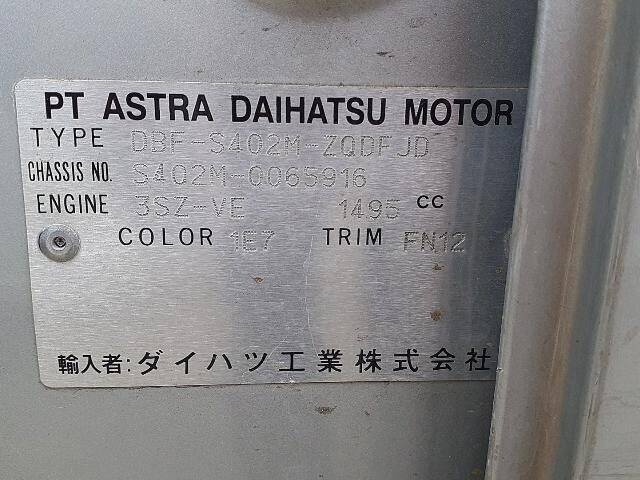 PT ASTRA DAIHATSU MOTOR
TYPE DBF-S402M-ZQDFJD
CHASSIS NO. S402M-0065916
ENGINE 3SZ-VE 1495 CC
COLOR 1E7 TRIM FN12
輸入者: ダイハツ工業株式会社